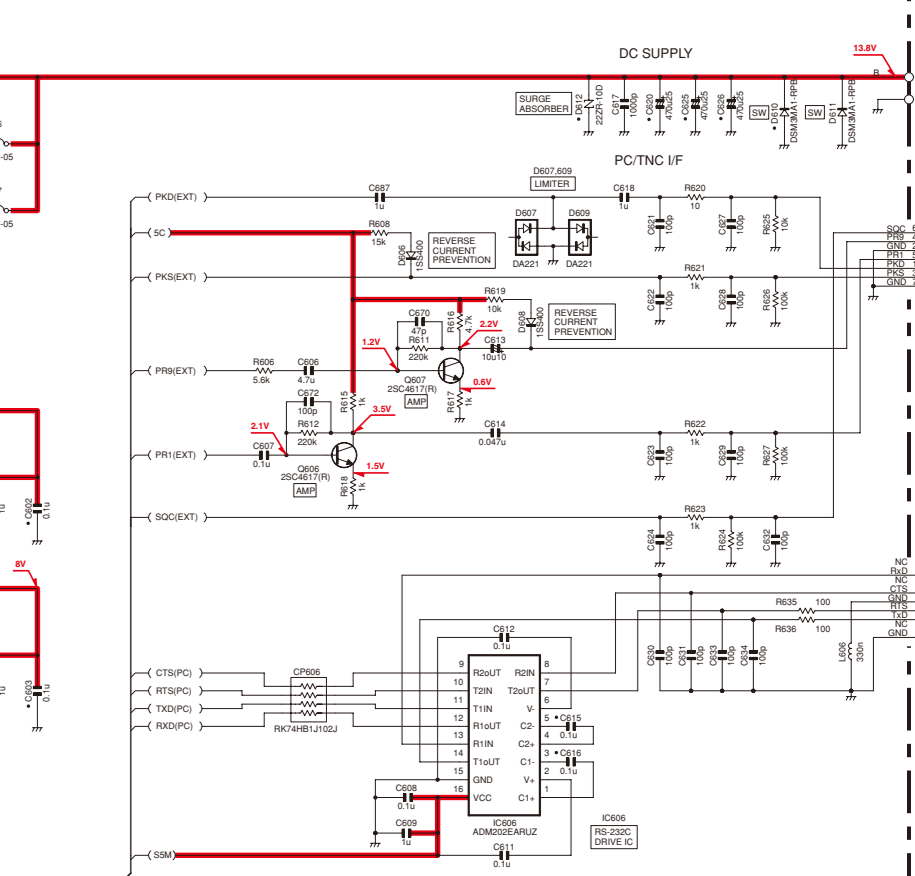 DC SUPPLY
13.8V
B
SURGE
ABSORBER
• D612
22ZR-10D
C617
1000p
• C620
470u25
• C625
470u25
• C626
470u25
SW
• D610
DSM3MA1-RPB
SW
D611
DSM3MA1-RPB
-05
-05
PC/TNC I/F
PKD(EXT)
C687
1u
D607,609
LIMITER
D607
D609
DA221
DA221
C618
1u
R620
10
C621
100p
C627
100p
R625
10k
5C
R608
15k
D606
1SS400
REVERSE
CURRENT
PREVENTION
SQC
PR9
GND
PR1
PKD
PKS
GND
PKS(EXT)
R621
1k
C622
100p
C628
100p
R626
100k
R619
10k
C670
47p
R611
220k
R616
4.7k
2.2V
D608
1SS400
REVERSE
CURRENT
PREVENTION
C613
10u10
1.2V
PR9(EXT)
R606
5.6k
C606
4.7u
Q607
2SC4617(R)
AMP
0.6V
R617
1k
C672
100p
R615
1k
3.5V
R612
220k
2.1V
C614
0.047u
R622
1k
C623
100p
C629
100p
R627
100k
PR1(EXT)
C607
0.1u
1.5V
Q606
2SC4617(R)
AMP
R618
1k
• C602
0.1u
1u
SQC(EXT)
R623
1k
C624
100p
R624
100k
C632
100p
8V
NC
RxD
NC
CTS
GND
RTS
TxD
NC
GND
R635
100
R636
100
L606
330n
C612
0.1u
C630
100p
C631
100p
C633
100p
C634
100p
• C603
0.1u
1u
CTS(PC)
RTS(PC)
TXD(PC)
RXD(PC)
CP606
RK74HB1J102J
9 R2oUT R2IN 8
10 T2IN T2oUT 7
11 T1IN V- 6
12 R1oUT C2- 5
13 R1IN C2+ 4
14 T1oUT C1- 3
15 GND V+ 2
16 VCC C1+ 1
• C615
0.1u
• C616
0.1u
C608
0.1u
C609
1u
IC606
ADM202EARUZ
IC606
RS-232C
DRIVE IC
S5M
C611
0.1u